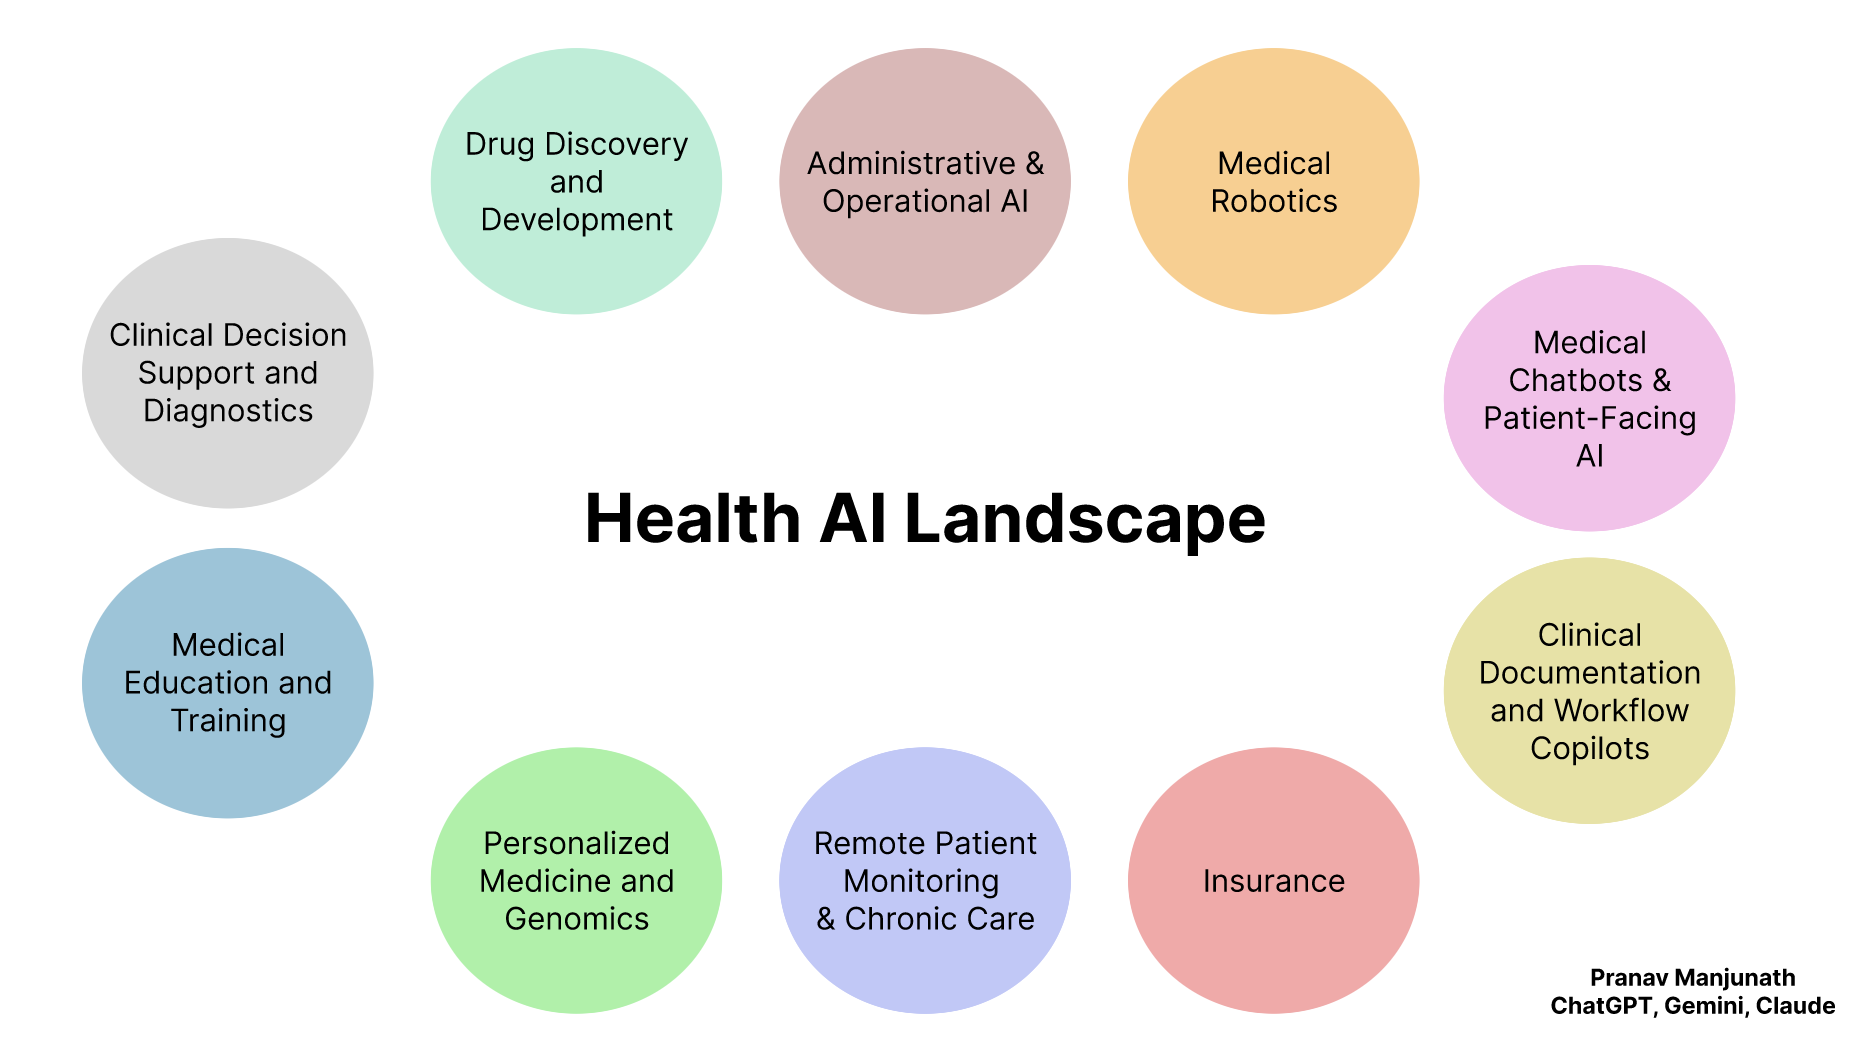 Drug Discovery
and
Development
Administrative &
Operational AI
Medical
Robotics
Clinical Decision
Support and
Diagnostics
Medical
Chatbots &
Patient-Facing
AI
Health AI Landscape
Medical
Education and
Training
Clinical
Documentation
and Workflow
Copilots
Personalized
Medicine and
Genomics
Remote Patient
Monitoring
& Chronic Care
Insurance
Pranav Manjunath
ChatGPT, Gemini, Claude